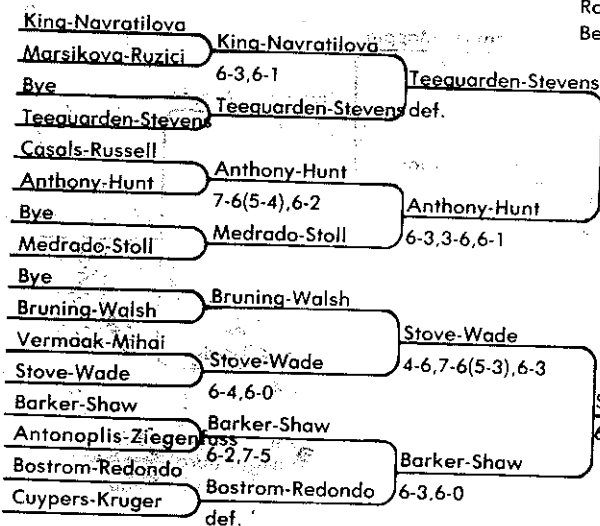 Ro
Be
King-Navratilova
Marsikova-Ruzici
Bye
Teeguarden-Stevens
Casals-Russell
Anthony-Hunt
Bye
Medrado-Stoll
Bye
Bruning-Walsh
Vermaak-Mihai
Stove-Wade
Barker-Shaw
Antonoplis-Ziegenfuss
Bostrom-Redondo
Cuypers-Kruger
King-Navratilova
6-3,6-1
Teeguarden-Stevens
Anthony-Hunt
7-6(5-4),6-2
Medrado-Stoll
Bruning-Walsh
Stove-Wade
6-4,6-0
Barker-Shaw
6-2,7-5
Bostrom-Redondo
def.
Teeguarden-Stevens
def.
Anthony-Hunt
6-3,3-6,6-1
Stove-Wade
4-6,7-6(5-3),6-3
Barker-Shaw
6-3,6-0